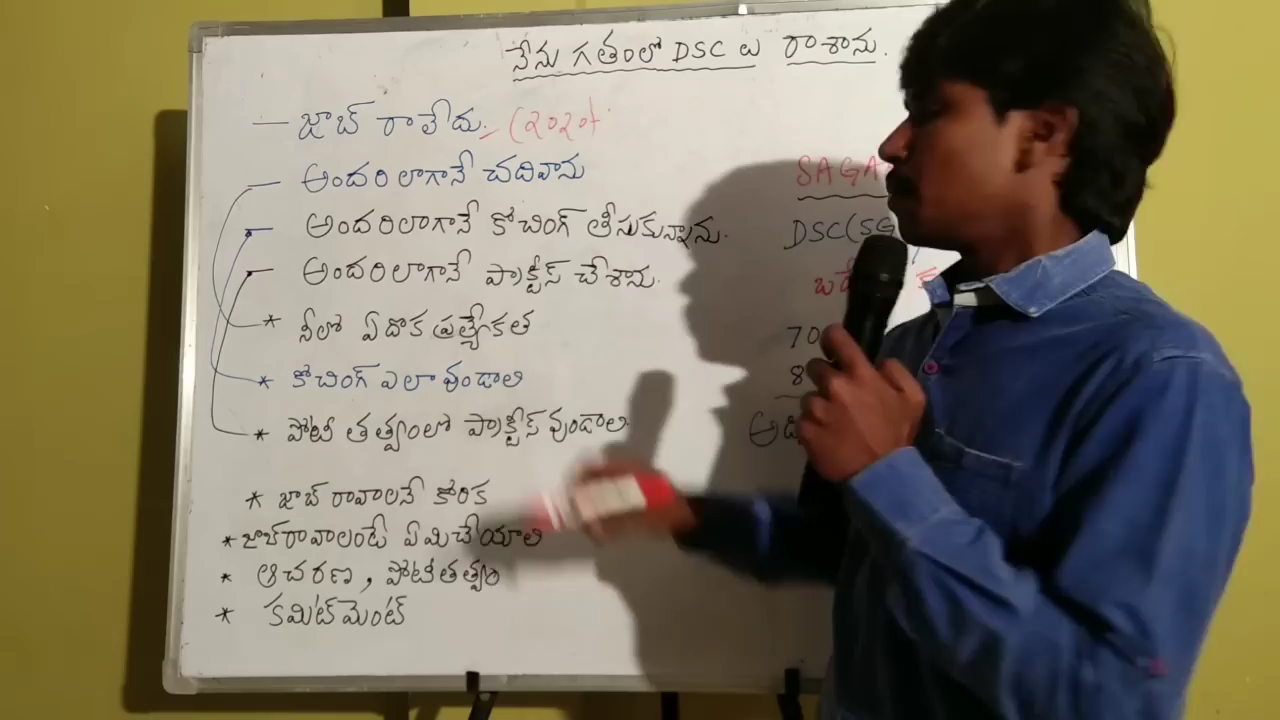 నేను గతంలో DSC లు రాశాను.
— జాబ్ రాలేదు. - (2020)
— అందరి లాగానే చదివాను
— అందరిలాగానే కోచింగ్ తీసుకున్నాను.
— అందరిలాగానే ప్రాక్టీస్ చేశాను.
* నీలో ఏదొక ప్రత్యేకత
* కోచింగ్ ఎలా వుండాలి
* పోటీ తత్వంలో ప్రాక్టీస్ వుండాలి.
* జాబ్ రావాలనే కోరిక
* జాబ్ రావాలంటే ఏమిచేయాలి
* ఆచరణ, పోటీతత్వం
* కమిట్ మెంట్
SAGA
DSC(SG
70
8